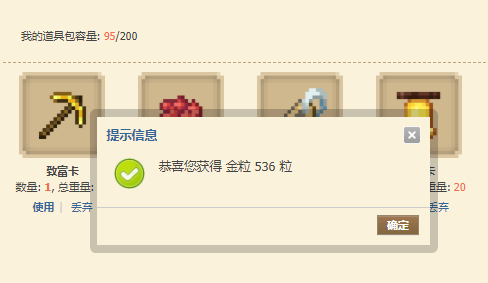 我的道具包容量: 95/200
提示信息
恭喜您获得 金粒 536 粒
确定
致富卡
卡
数量: 1, 总重量:
重量: 20
使用 | 丢弃
丢弃